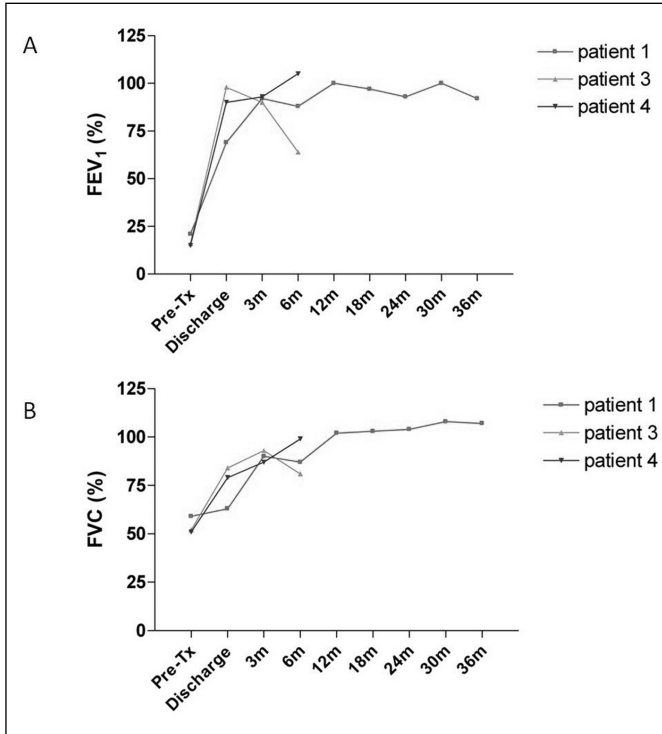 A
FEV₁ (%)
125
100
75
50
25
0
Pre-Tx
Discharge
3m
6m
12m
18m
24m
30m
36m
patient 1
patient 3
patient 4
B
FVC (%)
125
100
75
50
25
0
Pre-Tx
Discharge
3m
6m
12m
18m
24m
30m
36m
patient 1
patient 3
patient 4